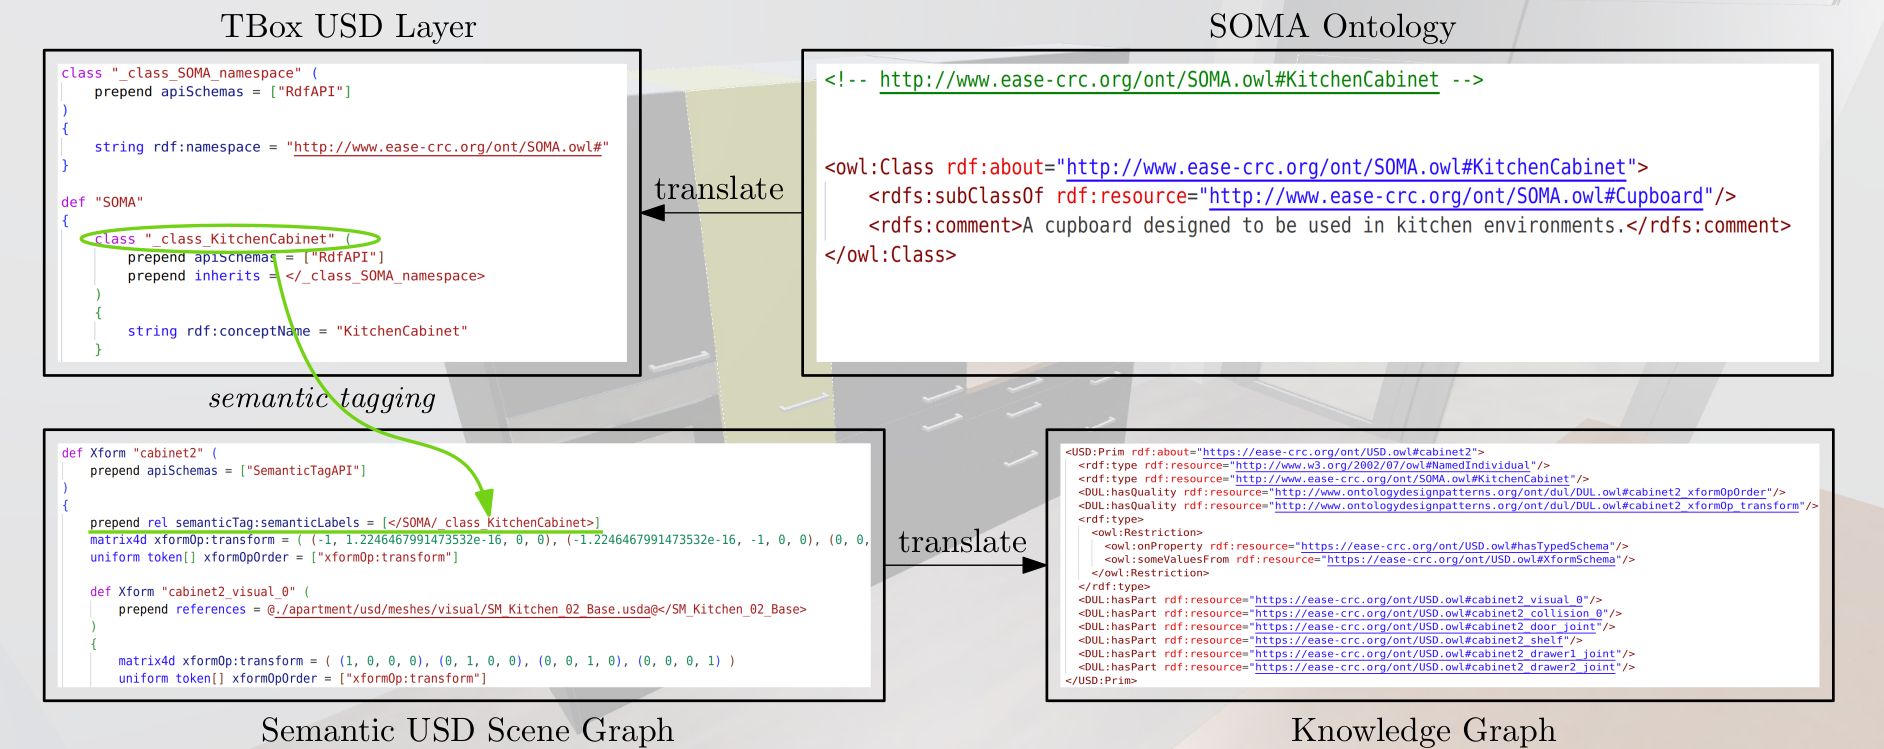 TBox USD Layer
class "_class_SOMA_namespace" (
prepend apiSchemas = ["RdfAPI"]
)
{
string rdf:namespace = "http://www.ease-crc.org/ont/SOMA.owl#"
}
def "SOMA"
{
class "_class_KitchenCabinet" (
prepend apiSchemas = ["RdfAPI"]
prepend inherits = </_class_SOMA_namespace>
)
{
string rdf:conceptName = "KitchenCabinet"
}
translate
SOMA Ontology
<!-- http://www.ease-crc.org/ont/SOMA.owl#KitchenCabinet -->
<owl:Class rdf:about="http://www.ease-crc.org/ont/SOMA.owl#KitchenCabinet">
<rdfs:subClassOf rdf:resource="http://www.ease-crc.org/ont/SOMA.owl#Cupboard"/>
<rdfs:comment>A cupboard designed to be used in kitchen environments.</rdfs:comment>
</owl:Class>
semantic tagging
def Xform "cabinet2" (
prepend apiSchemas = ["SemanticTagAPI"]
)
{
prepend rel semanticTag:semanticLabels = [</SOMA/_class_KitchenCabinet>]
matrix4d xformOp:transform = ( (-1, 1.2246467991473532e-16, 0, 0), (-1.2246467991473532e-16, -1, 0, 0), (0, 0,
uniform token[] xformOpOrder = ["xformOp:transform"]
def Xform "cabinet2_visual_0" (
prepend references = @./apartment/usd/meshes/visual/SM_Kitchen_02_Base.usda@</SM_Kitchen_02_Base>
)
{
matrix4d xformOp:transform = ( (1, 0, 0, 0), (0, 1, 0, 0), (0, 0, 1, 0), (0, 0, 0, 1) )
uniform token[] xformOpOrder = ["xformOp:transform"]
Semantic USD Scene Graph
translate
<USD:Prim rdf:about="https://ease-crc.org/ont/USD.owl#cabinet2">
<rdf:type rdf:resource="http://www.w3.org/2002/07/owl#NamedIndividual"/>
<rdf:type rdf:resource="http://www.ease-crc.org/ont/SOMA.owl#KitchenCabinet"/>
<DUL:hasQuality rdf:resource="http://www.ontologydesignpatterns.org/ont/dul/DUL.owl#cabinet2_xformOpOrder"/>
<DUL:hasQuality rdf:resource="http://www.ontologydesignpatterns.org/ont/dul/DUL.owl#cabinet2_xformOp_transform"/>
<rdf:type>
<owl:Restriction>
<owl:onProperty rdf:resource="https://ease-crc.org/ont/USD.owl#hasTypedSchema"/>
<owl:someValuesFrom rdf:resource="https://ease-crc.org/ont/USD.owl#XformSchema"/>
</owl:Restriction>
</rdf:type>
<DUL:hasPart rdf:resource="https://ease-crc.org/ont/USD.owl#cabinet2_visual_0"/>
<DUL:hasPart rdf:resource="https://ease-crc.org/ont/USD.owl#cabinet2_collision_0"/>
<DUL:hasPart rdf:resource="https://ease-crc.org/ont/USD.owl#cabinet2_door_joint"/>
<DUL:hasPart rdf:resource="https://ease-crc.org/ont/USD.owl#cabinet2_shelf"/>
<DUL:hasPart rdf:resource="https://ease-crc.org/ont/USD.owl#cabinet2_drawer1_joint"/>
<DUL:hasPart rdf:resource="https://ease-crc.org/ont/USD.owl#cabinet2_drawer2_joint"/>
</USD:Prim>
Knowledge Graph